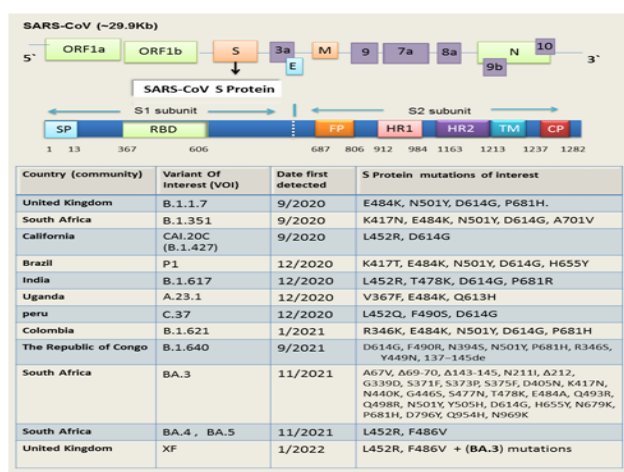 SARS-CoV (~29.9Kb)
5` ORF1a ORF1b S 3a E M 9 7a 8a N 9b 10 3`
SARS-CoV S Protein
S1 subunit S2 subunit
SP RBD FP HR1 HR2 TM CP
1 13 367 606 687 806 912 984 1163 1213 1237 1282
Country (community) Variant Of Interest (VOI) Date first detected S Protein mutations of interest
United Kingdom B.1.1.7 9/2020 E484K, N501Y, D614G, P681H.
South Africa B.1.351 9/2020 K417N, E484K, N501Y, D614G, A701V
California CAI.20C (B.1.427) 9/2020 L452R, D614G
Brazil P1 12/2020 K417T, E484K, N501Y, D614G, H655Y
India B.1.617 12/2020 L452R, T478K, D614G, P681R
Uganda A.23.1 12/2020 V367F, E484K, Q613H
peru C.37 12/2020 L452Q, F490S, D614G
Colombia B.1.621 1/2021 R346K, E484K, N501Y, D614G, P681H
The Republic of Congo B.1.640 9/2021 D614G, F490R, N394S, N501Y, P681H, R346S,
Y449N, 137–145de
South Africa BA.3 11/2021 A67V, Δ69-70, Δ143-145, N211I, Δ212,
G339D, S371F, S373P, S375F, D405N, K417N,
N440K, G446S, S477N, T478K, E484A, Q493R,
Q498R, N501Y, Y505H, D614G, H655Y, N679K,
P681H, D796Y, Q954H, N969K
South Africa BA.4 , BA.5 11/2021 L452R, F486V
United Kingdom XF 1/2022 L452R, F486V + (BA.3) mutations